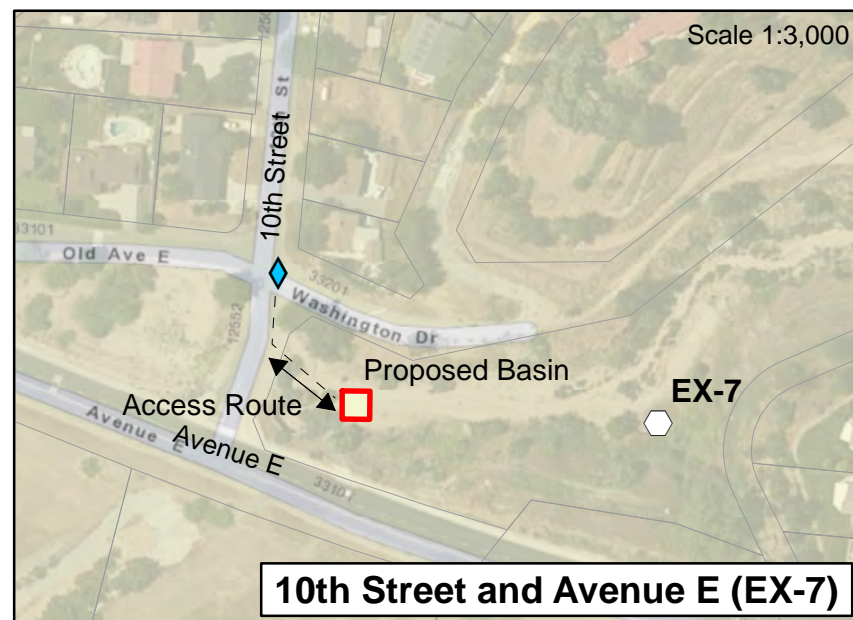 Scale 1:3,000
10th Street
St
33101
Old Ave E
33201
Washington Dr
12552
Proposed Basin
EX-7
Access Route
Avenue E
Avenue E
33101
10th Street and Avenue E (EX-7)